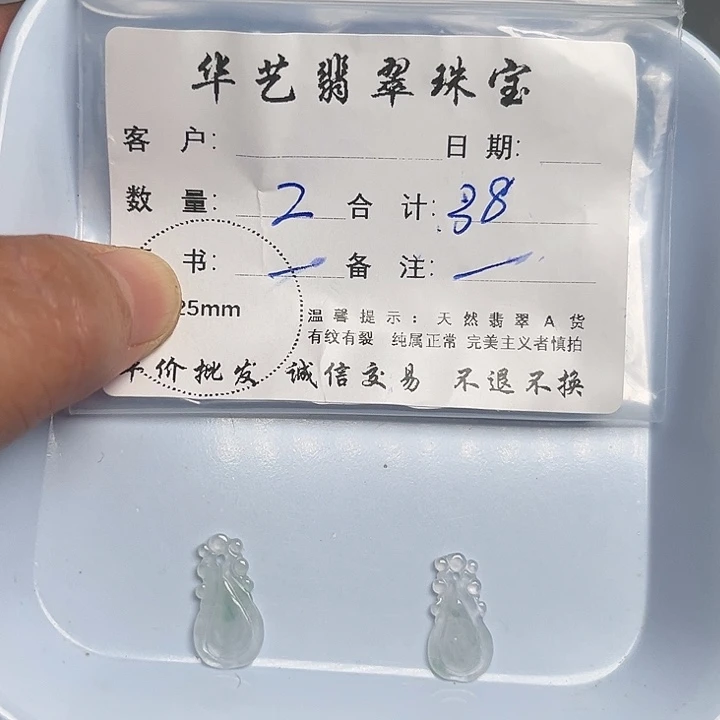 华艺翡翠珠宝
客 户: 日期:
数 量: 2 合 计: 38
书: 备 注:
25mm
温馨提示: 天然翡翠A货
有纹有裂 纯属正常 完美主义者慎拍
价批发 诚信交易 不退不换